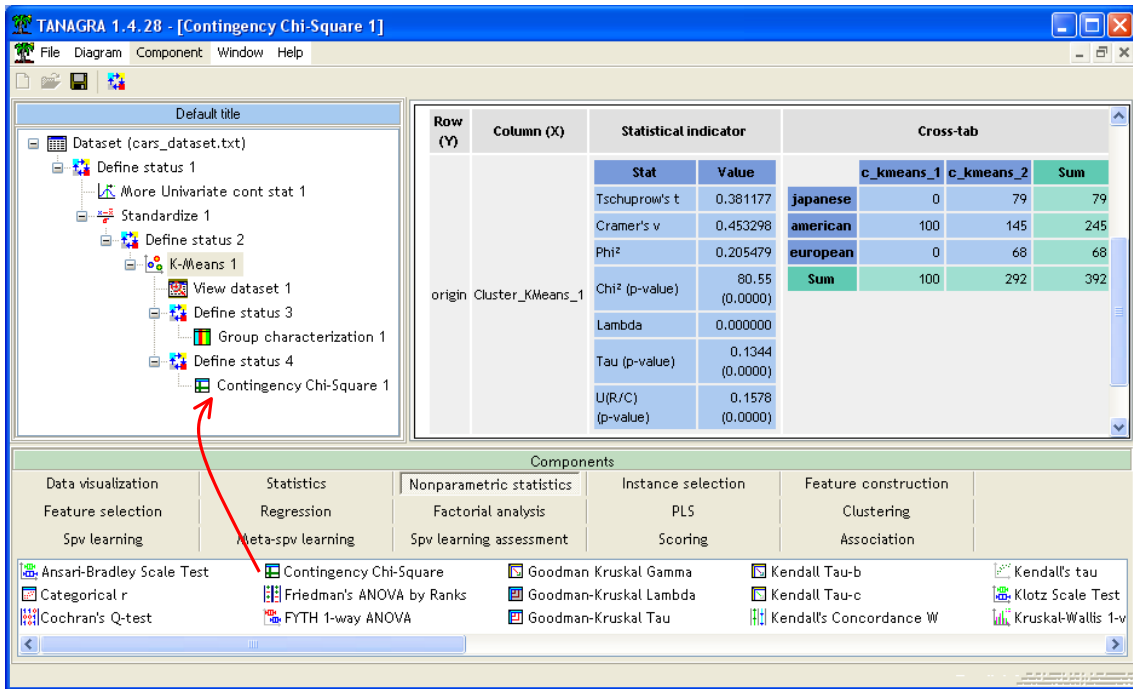 TANAGRA 1.4.28 - [Contingency Chi-Square 1]
File Diagram Component Window Help
Default title
Dataset (cars_dataset.txt)
Define status 1
More Univariate cont stat 1
Standardize 1
Define status 2
K-Means 1
View dataset 1
Define status 3
Group characterization 1
Define status 4
Contingency Chi-Square 1
Row (Y) Column (X) Statistical indicator Cross-tab
origin Cluster_KMeans_1
Stat Value
Tschuprow's t 0.381177
Cramer's v 0.453298
Phi² 0.205479
Chi² (p-value) 80.55 (0.0000)
Lambda 0.000000
Tau (p-value) 0.1344 (0.0000)
U(R/C) (p-value) 0.1578 (0.0000)
c_kmeans_1 c_kmeans_2 Sum
japanese 0 79 79
american 100 145 245
european 0 68 68
Sum 100 292 392
Components
Data visualization Statistics Nonparametric statistics Instance selection Feature construction
Feature selection Regression Factorial analysis PLS Clustering
Spv learning Meta-spv learning Spv learning assessment Scoring Association
Ansari-Bradley Scale Test Contingency Chi-Square Goodman Kruskal Gamma Kendall Tau-b Kendall's tau
Categorical r Friedman's ANOVA by Ranks Goodman-Kruskal Lambda Kendall Tau-c Klotz Scale Test
Cochran's Q-test FYTH 1-way ANOVA Goodman-Kruskal Tau Kendall's Concordance W Kruskal-Wallis 1-v